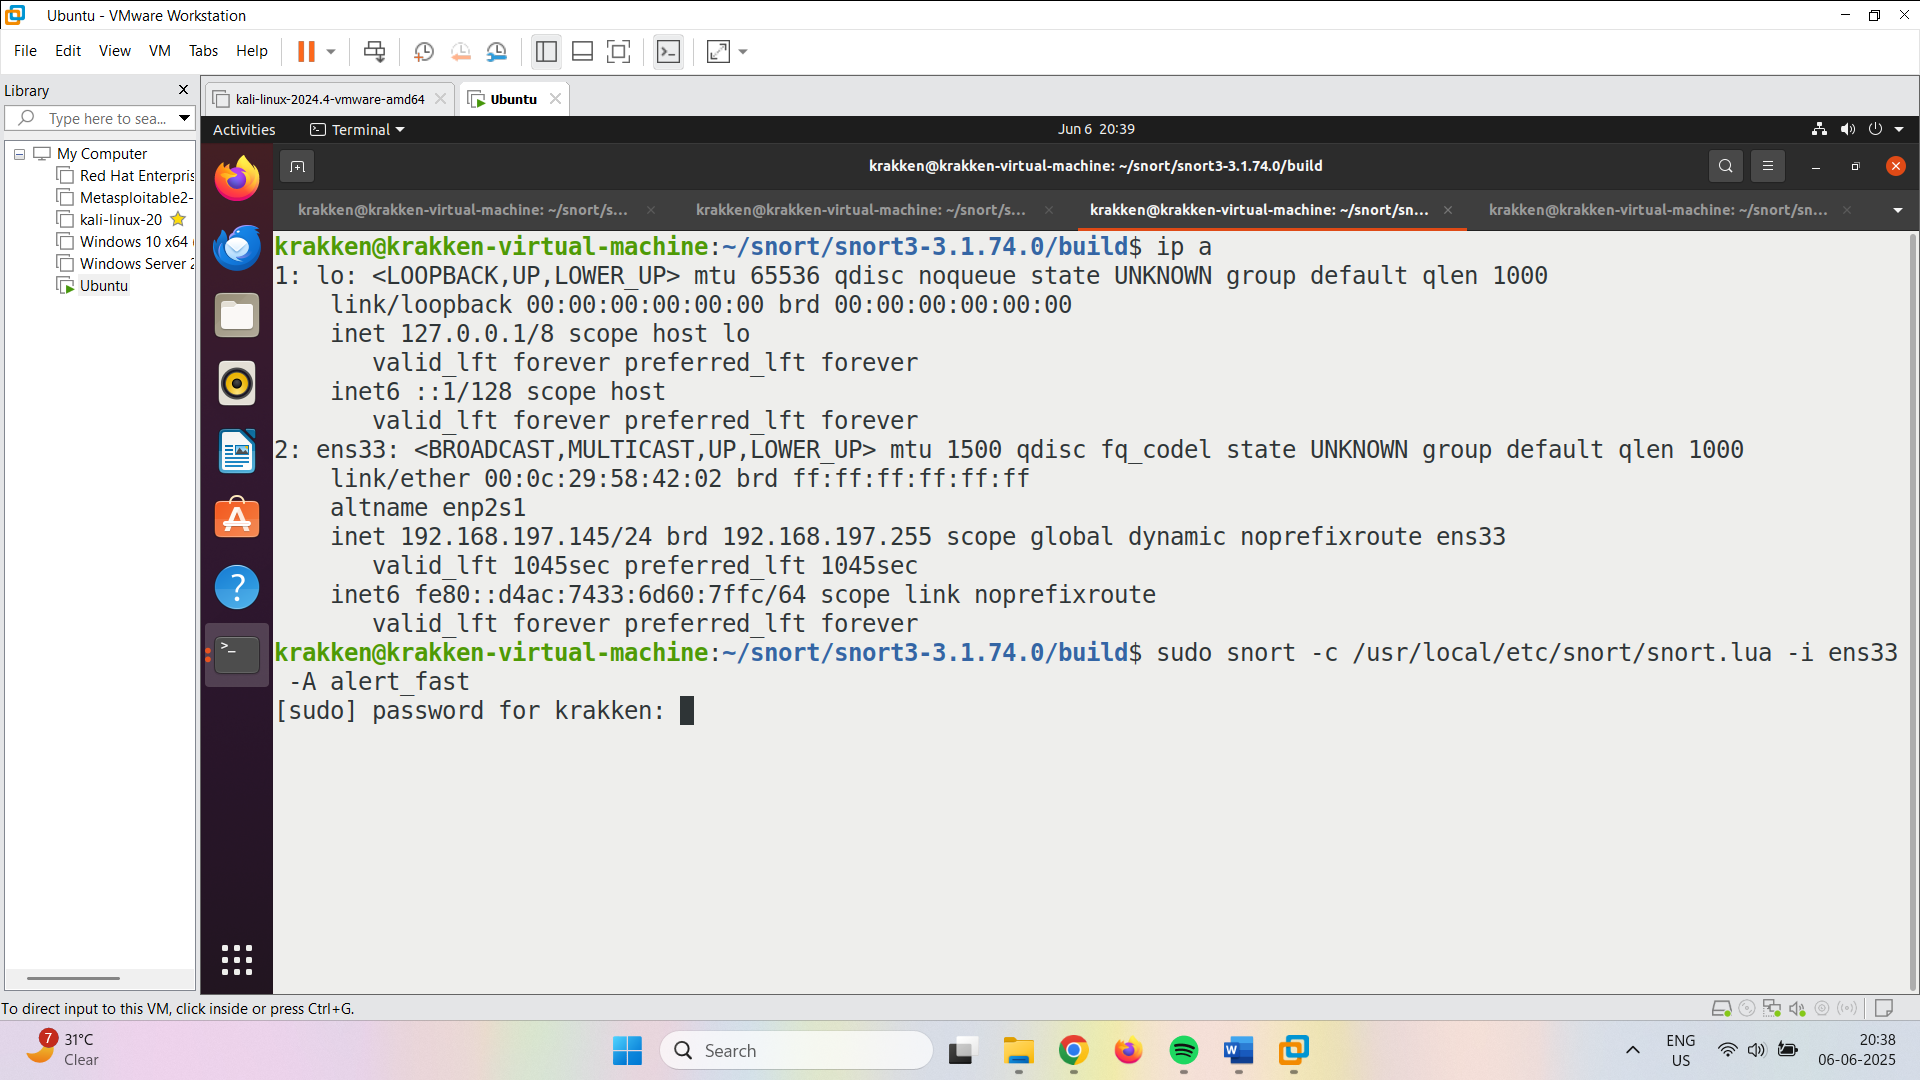 Ubuntu - VMware Workstation
File Edit View VM Tabs Help
Library
Type here to sea...
My Computer
Red Hat Enterpris
Metasploitable2-
kali-linux-20
Windows 10 x64
Windows Server 2
Ubuntu
kali-linux-2024.4-vmware-amd64
Ubuntu
Activities
Terminal
Jun 6 20:39
krakken@krakken-virtual-machine: ~/snort/snort3-3.1.74.0/build
krakken@krakken-virtual-machine: ~/snort/s...
krakken@krakken-virtual-machine: ~/snort/s...
krakken@krakken-virtual-machine: ~/snort/sn...
krakken@krakken-virtual-machine: ~/snort/sn...
krakken@krakken-virtual-machine:~/snort/snort3-3.1.74.0/build$ ip a
1: lo: <LOOPBACK,UP,LOWER_UP> mtu 65536 qdisc noqueue state UNKNOWN group default qlen 1000
link/loopback 00:00:00:00:00:00 brd 00:00:00:00:00:00
inet 127.0.0.1/8 scope host lo
valid_lft forever preferred_lft forever
inet6 ::1/128 scope host
valid_lft forever preferred_lft forever
2: ens33: <BROADCAST,MULTICAST,UP,LOWER_UP> mtu 1500 qdisc fq_codel state UNKNOWN group default qlen 1000
link/ether 00:0c:29:58:42:02 brd ff:ff:ff:ff:ff:ff
altname enp2s1
inet 192.168.197.145/24 brd 192.168.197.255 scope global dynamic noprefixroute ens33
valid_lft 1045sec preferred_lft 1045sec
inet6 fe80::d4ac:7433:6d60:7ffc/64 scope link noprefixroute
valid_lft forever preferred_lft forever
krakken@krakken-virtual-machine:~/snort/snort3-3.1.74.0/build$ sudo snort -c /usr/local/etc/snort/snort.lua -i ens33
-A alert_fast
[sudo] password for krakken:
To direct input to this VM, click inside or press Ctrl+G.
7
31°C
Clear
Search
ENG
US
20:38
06-06-2025